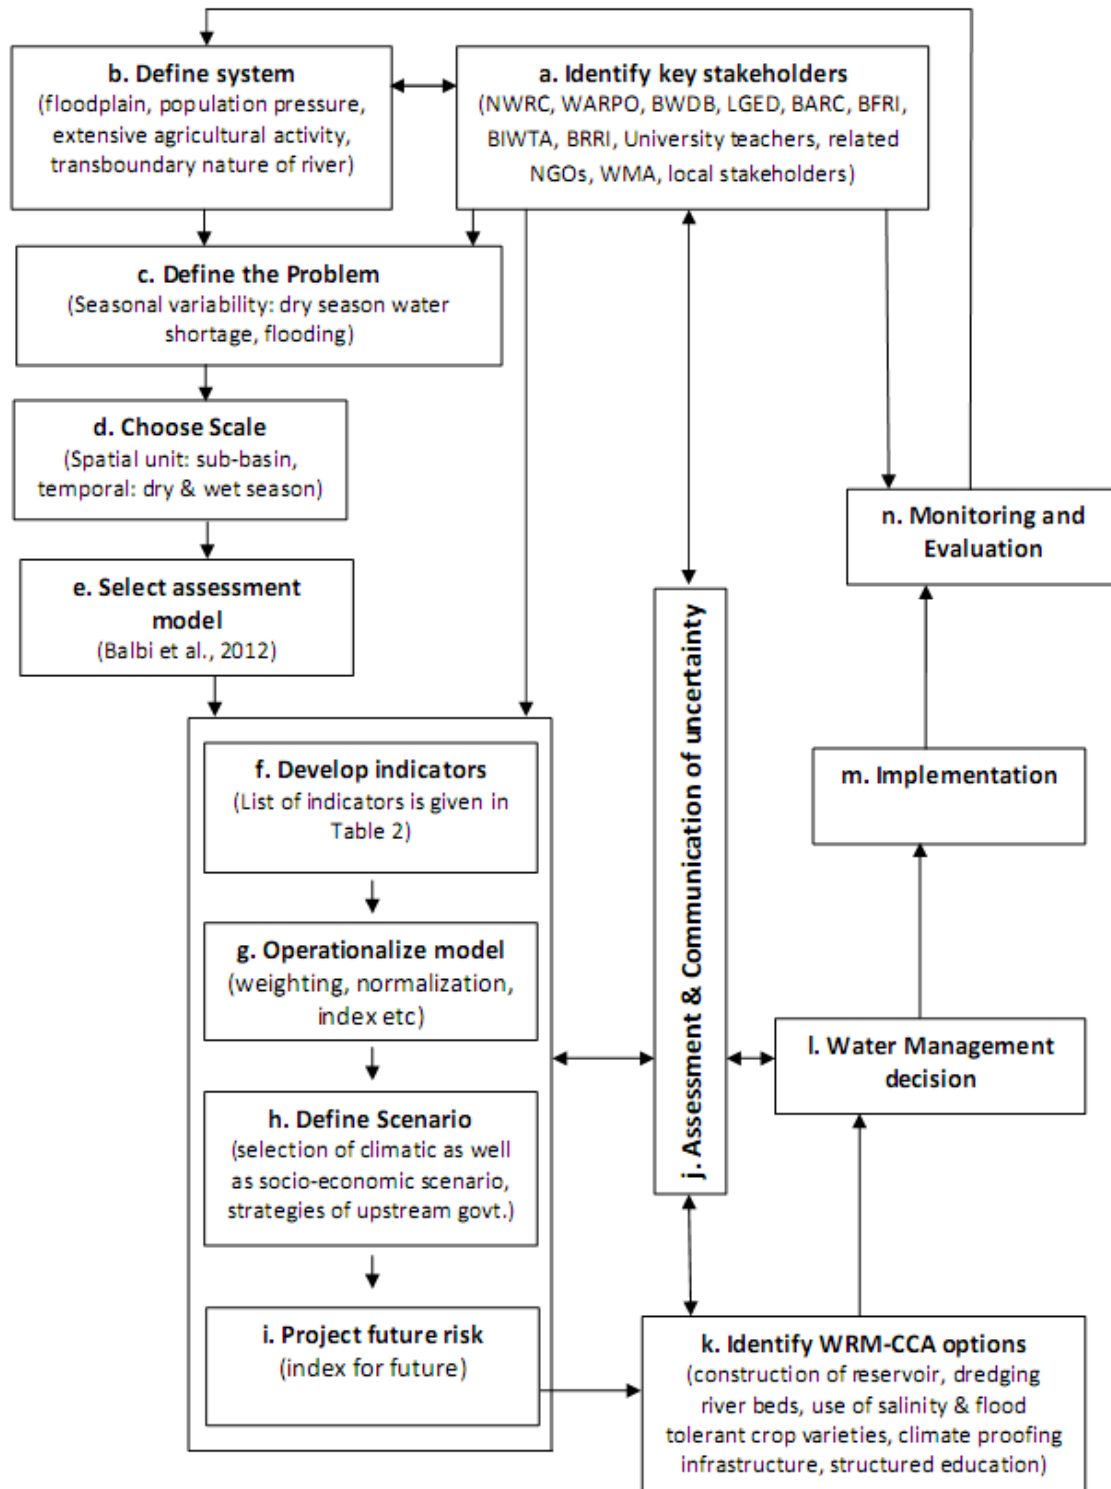 b. Define system
(floodplain, population pressure,
extensive agricultural activity,
transboundary nature of river)
a. Identify key stakeholders
(NWRC, WARPO, BWDB, LGED, BARC, BFRI,
BIWTA, BRRI, University teachers, related
NGOs, WMA, local stakeholders)
c. Define the Problem
(Seasonal variability: dry season water
shortage, flooding)
d. Choose Scale
(Spatial unit: sub-basin,
temporal: dry & wet season)
e. Select assessment
model
(Balbi et al., 2012)
f. Develop indicators
(List of indicators is given in
Table 2)
g. Operationalize model
(weighting, normalization,
index etc)
h. Define Scenario
(selection of climatic as well
as socio-economic scenario,
strategies of upstream govt.)
i. Project future risk
(index for future)
j. Assessment & Communication of uncertainty
k. Identify WRM-CCA options
(construction of reservoir, dredging
river beds, use of salinity & flood
tolerant crop varieties, climate proofing
infrastructure, structured education)
l. Water Management
decision
m. Implementation
n. Monitoring and
Evaluation